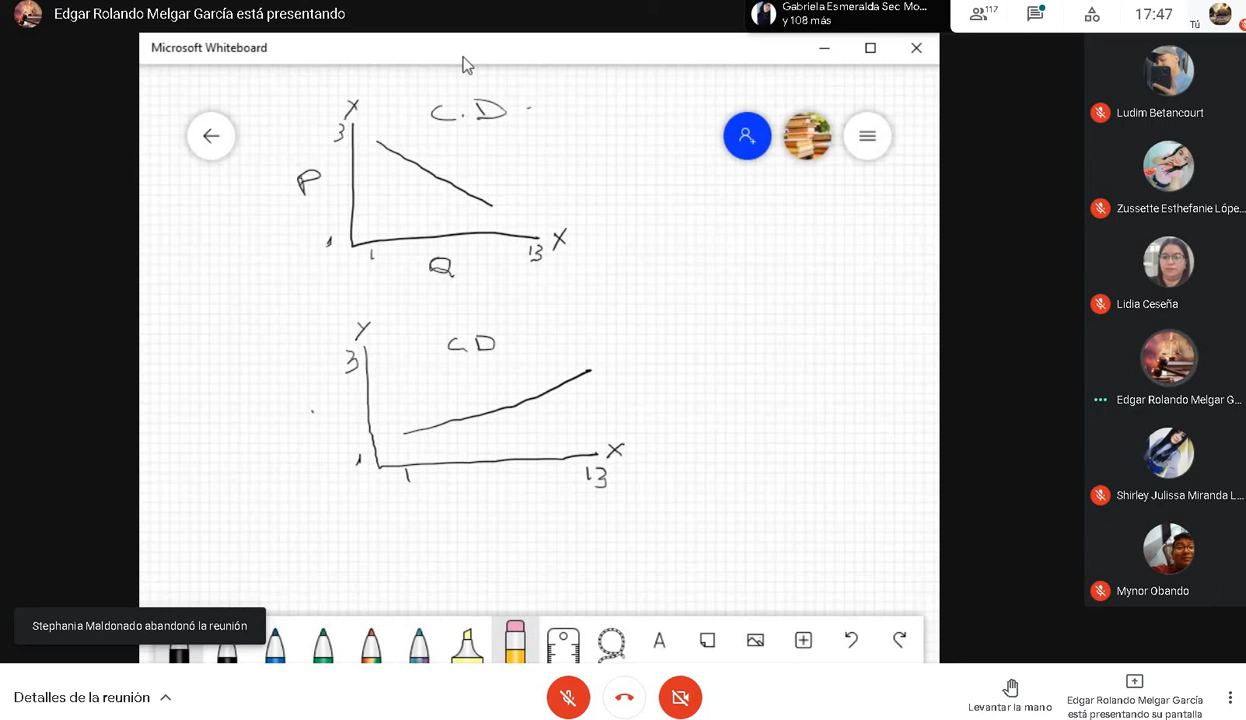 Edgar Rolando Melgar García está presentando
Gabriela Esmeralda Sec Mo...
y 108 más
117
17:47
Tú
Microsoft Whiteboard
C.D
Y
3
P
1
1
Q
13
X
Y
C.D
3
1
1
13
X
Ludim Betancourt
Zussette Esthefanie Lópe...
Lidia Ceseña
Edgar Rolando Melgar G...
Shirley Julissa Miranda L...
Mynor Obando
Stephania Maldonado abandonó la reunión
A
Detalles de la reunión
Levantar la mano
Edgar Rolando Melgar García
está presentando su pantalla